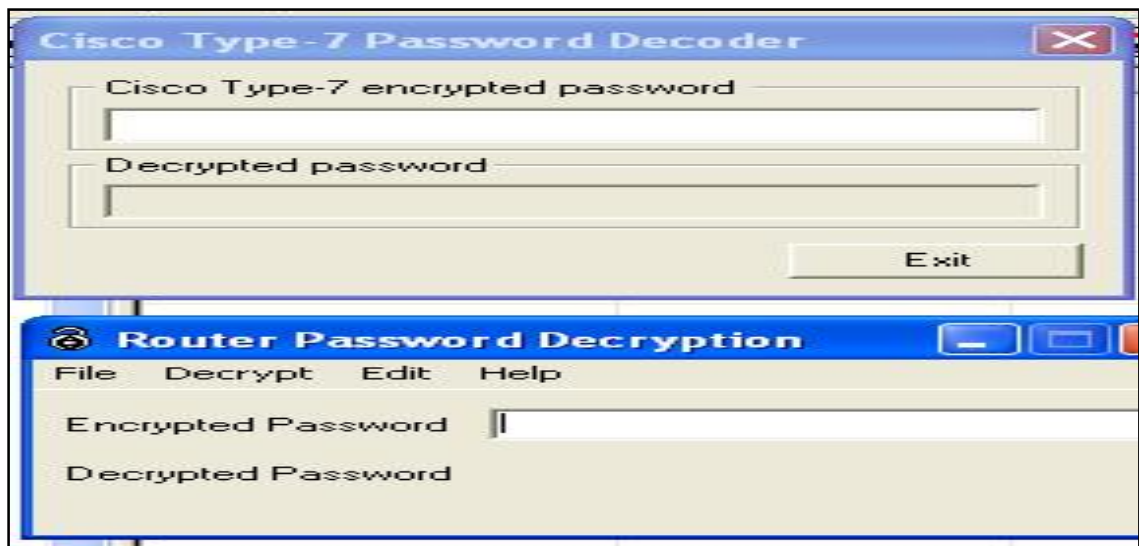 Cisco Type-7 Password Decoder
Cisco Type-7 encrypted password
Decrypted password
Exit
Router Password Decryption
File Decrypt Edit Help
Encrypted Password
Decrypted Password